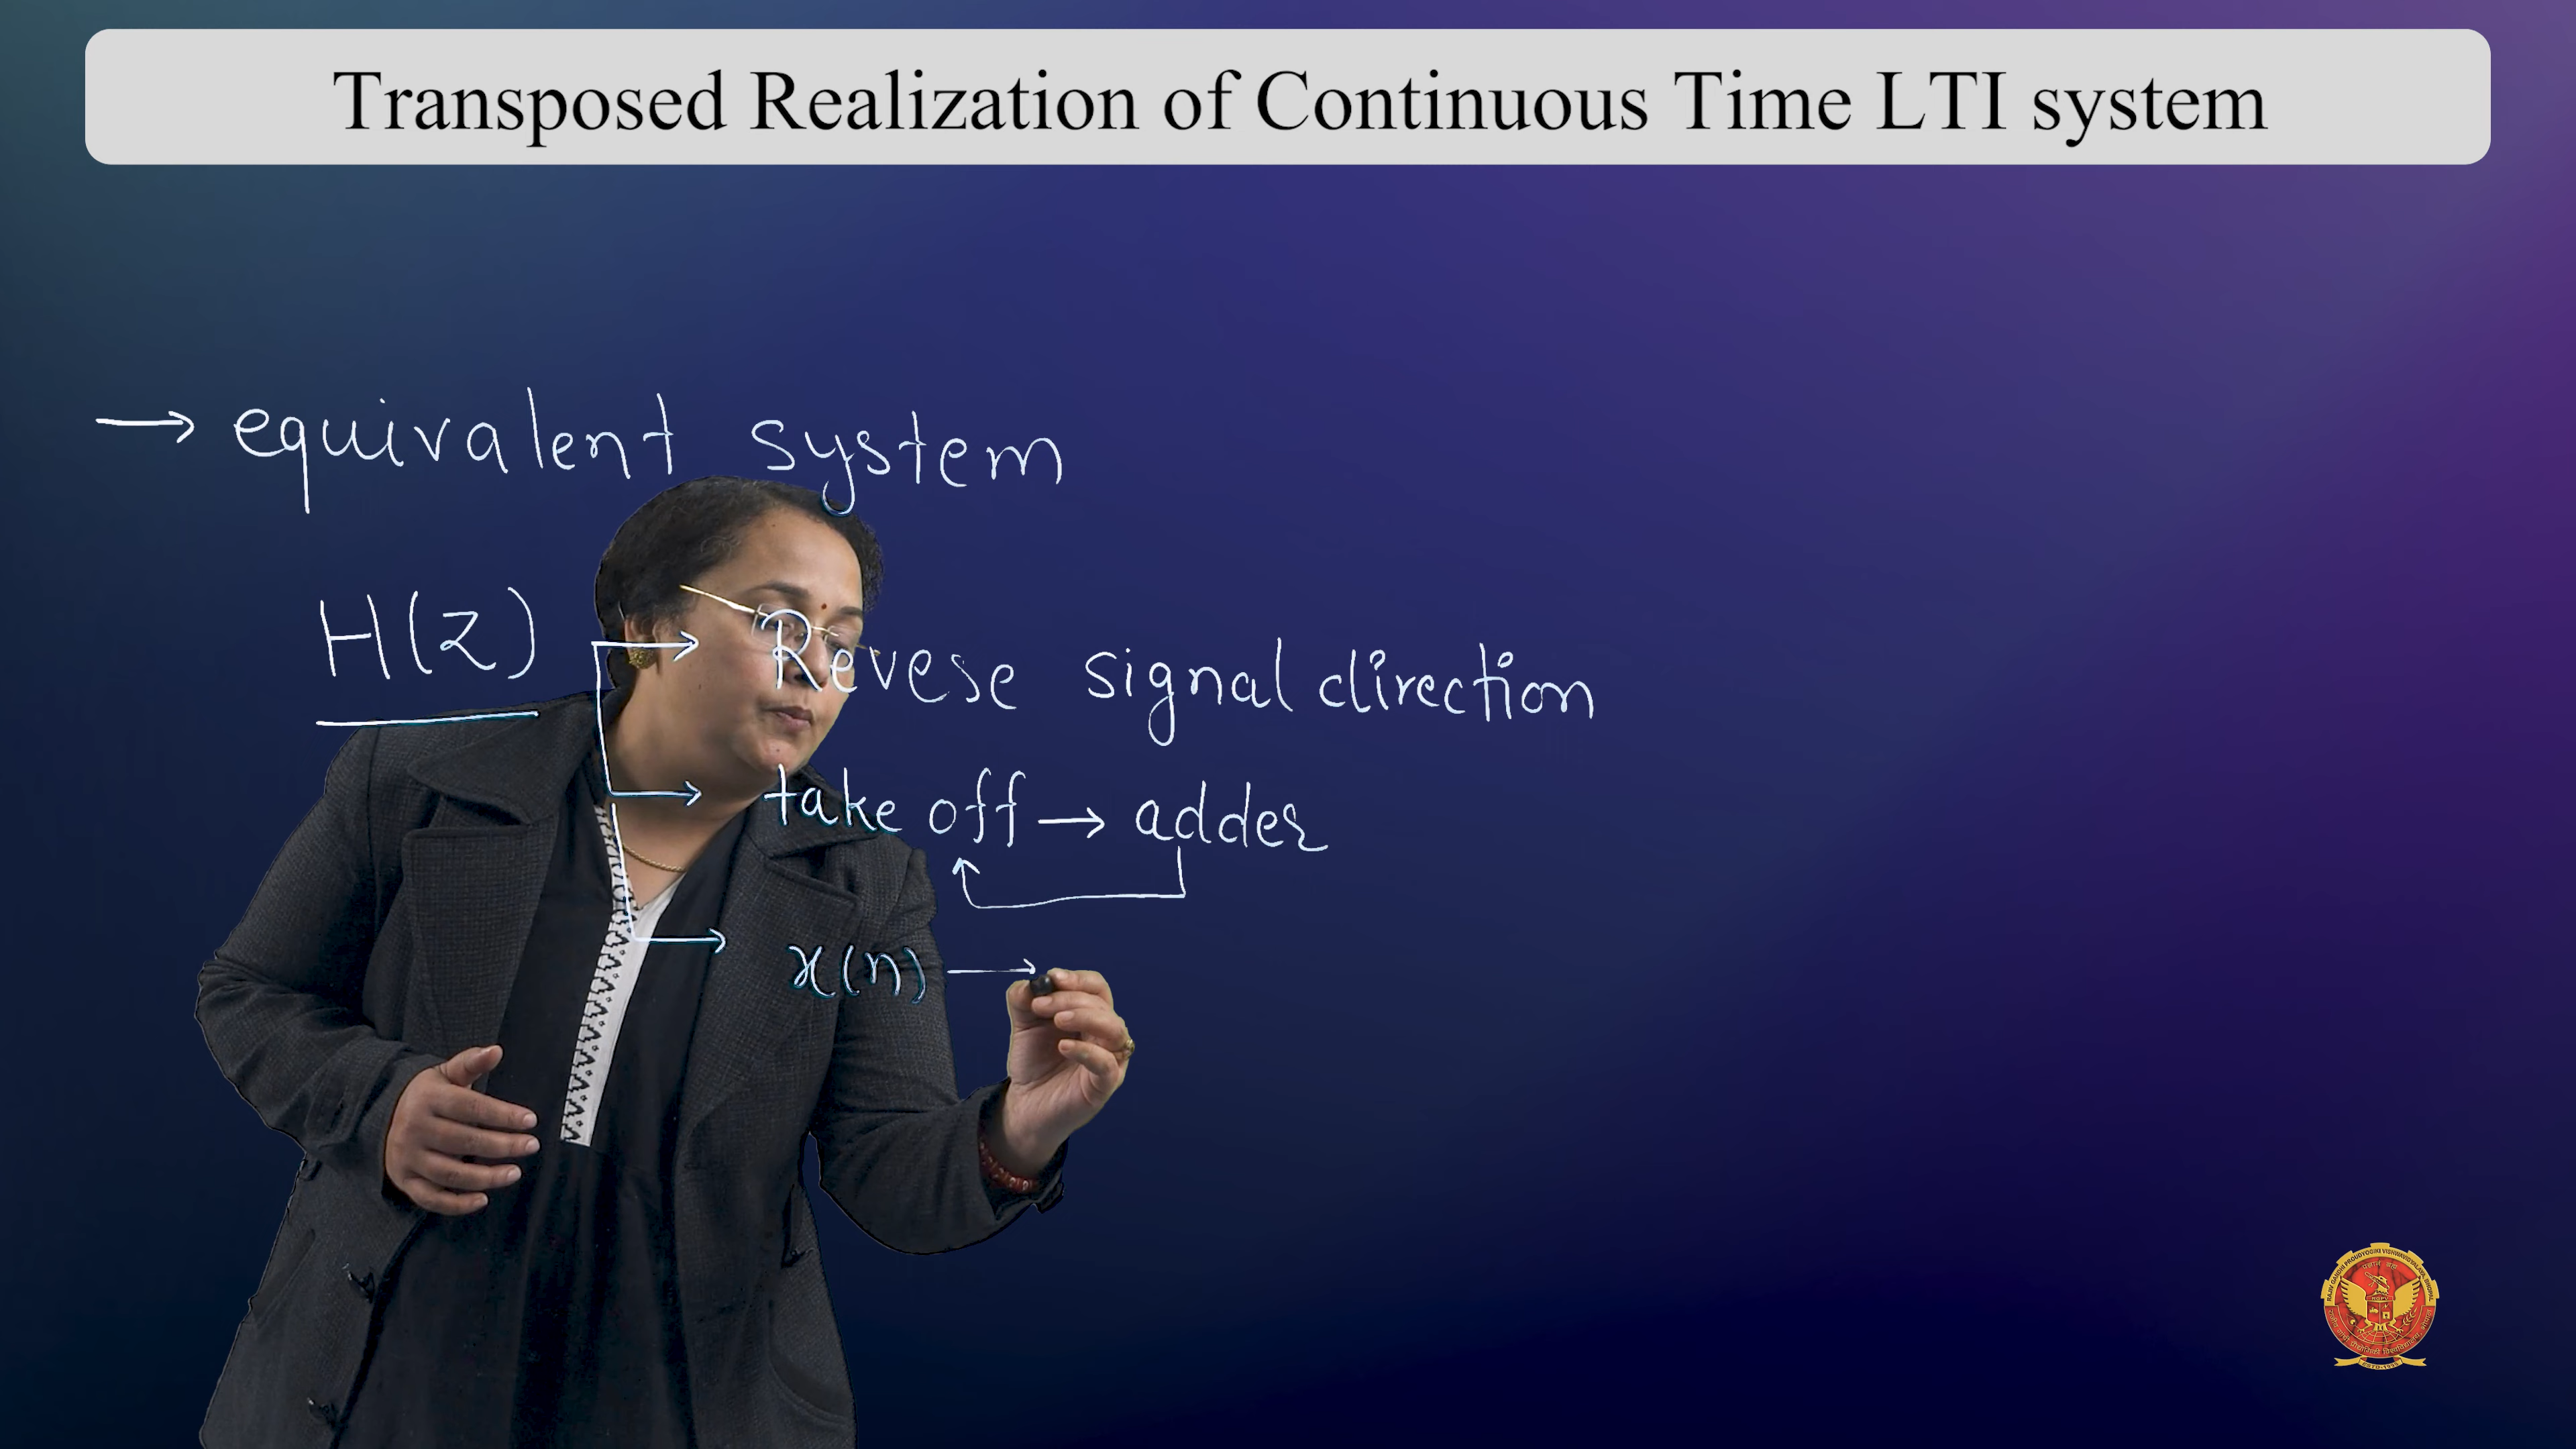 Transposed Realization of Continuous Time LTI system
→ equivalent system
H(z) → Revese signal direction
→ take off → adder
→ x(n) →